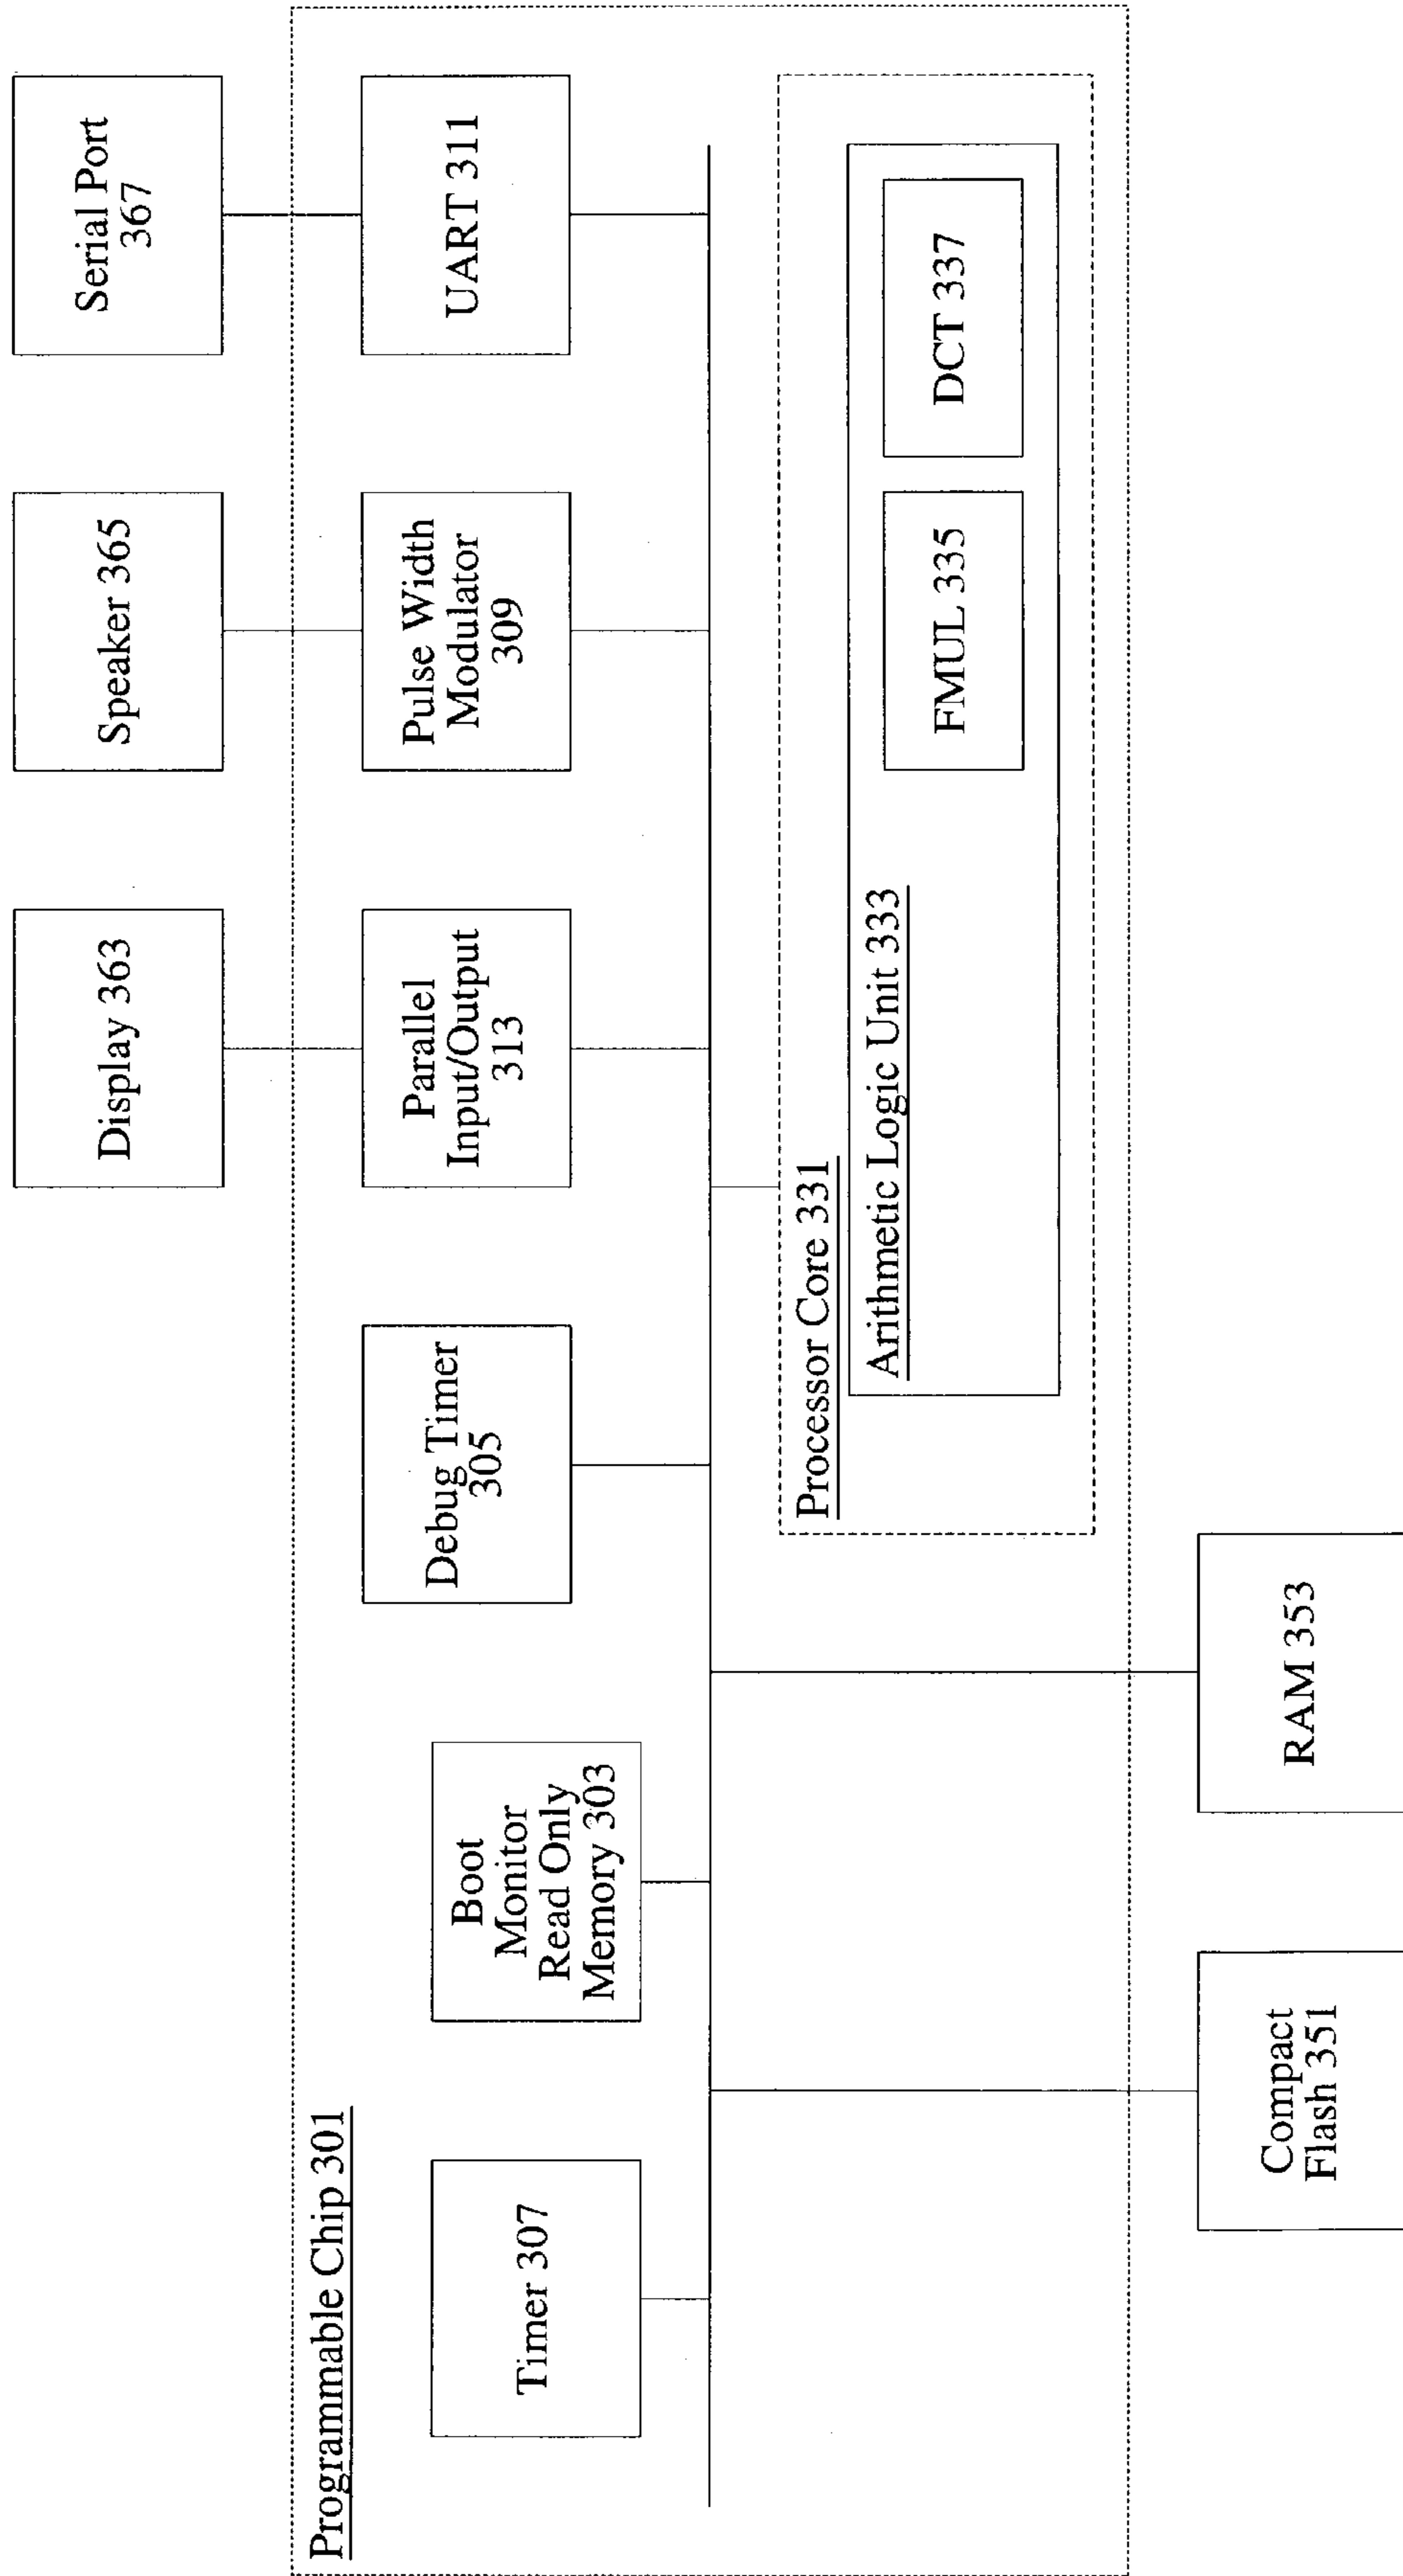 Display 363
Speaker 365
Serial Port
367
Programmable Chip 301
Timer 307
Boot
Monitor
Read Only
Memory 303
Debug Timer
305
Parallel
Input/Output
313
Pulse Width
Modulator
309
UART 311
Processor Core 331
Arithmetic Logic Unit 333
FMUL 335
DCT 337
Compact
Flash 351
RAM 353